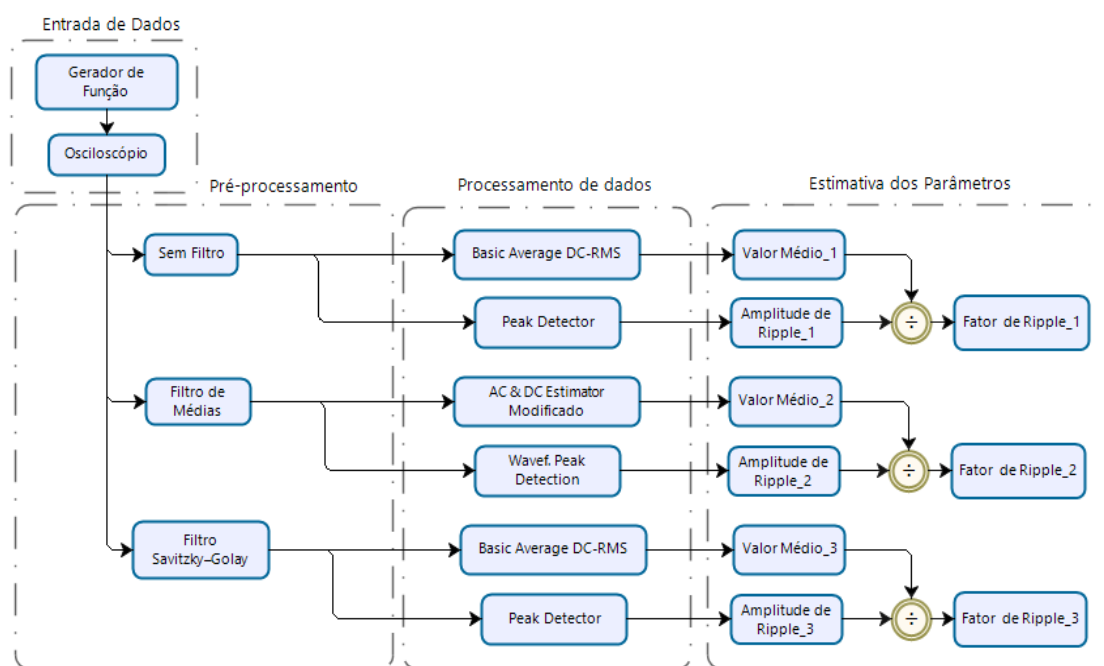 Entrada de Dados
Gerador de
Função
Osciloscópio
Pré-processamento
Processamento de dados
Estimativa dos Parâmetros
Sem Filtro
Basic Average DC-RMS
Valor Médio_1
Peak Detector
Amplitude de
Ripple_1
÷
Fator de Ripple_1
Filtro de
Médias
AC & DC Estimator
Modificado
Valor Médio_2
Wavef. Peak
Detection
Amplitude de
Ripple_2
÷
Fator de Ripple_2
Filtro
Savitzky–Golay
Basic Average DC-RMS
Valor Médio_3
Peak Detector
Amplitude de
Ripple_3
÷
Fator de Ripple_3